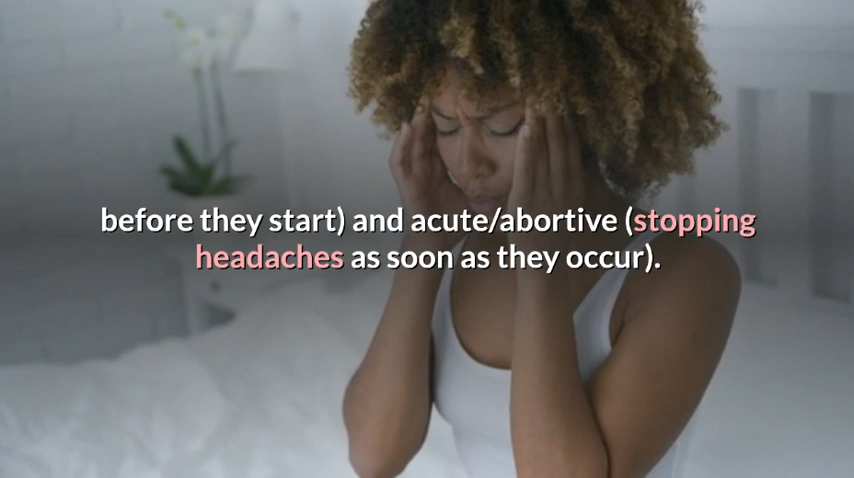 before they start) and acute/abortive (stopping
headaches as soon as they occur).